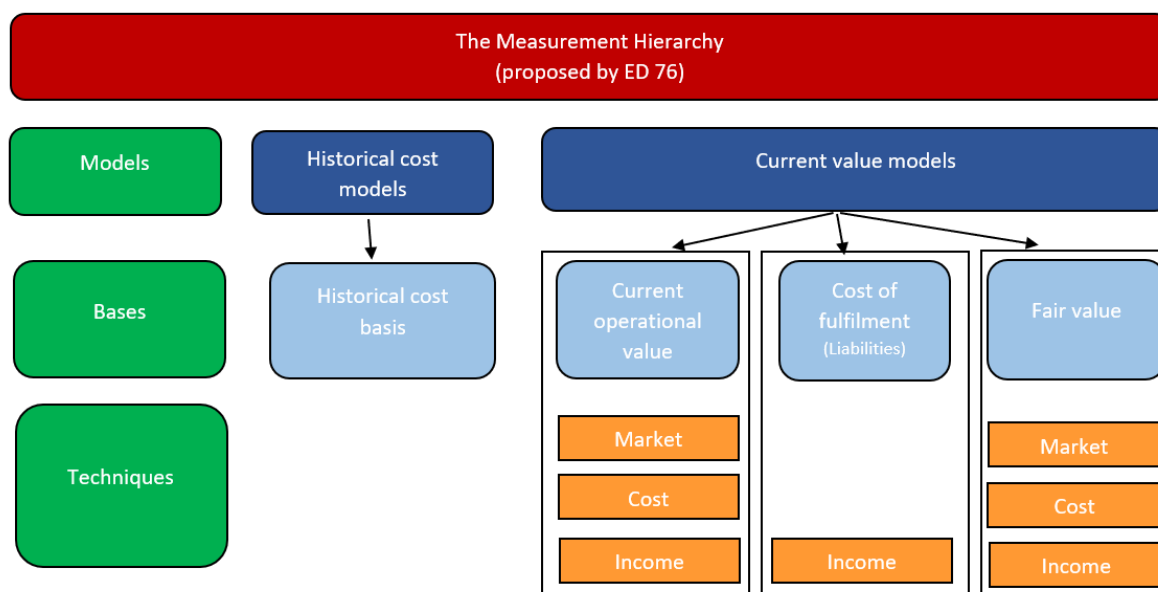 The Measurement Hierarchy
(proposed by ED 76)
Models
Historical cost
models
Current value models
Bases
Historical cost
basis
Current
operational
value
Cost of
fulfilment
(Liabilities)
Fair value
Techniques
Market
Cost
Income
Income
Market
Cost
Income